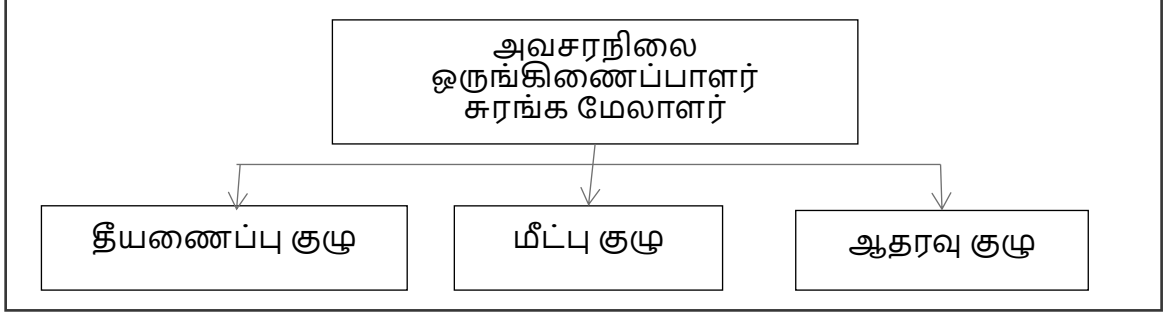 அவசரநிலை
ஒருங்கிணைப்பாளர்
சுரங்க மேலாளர்
தீயணைப்பு குழு
மீட்பு குழு
ஆதரவு குழு